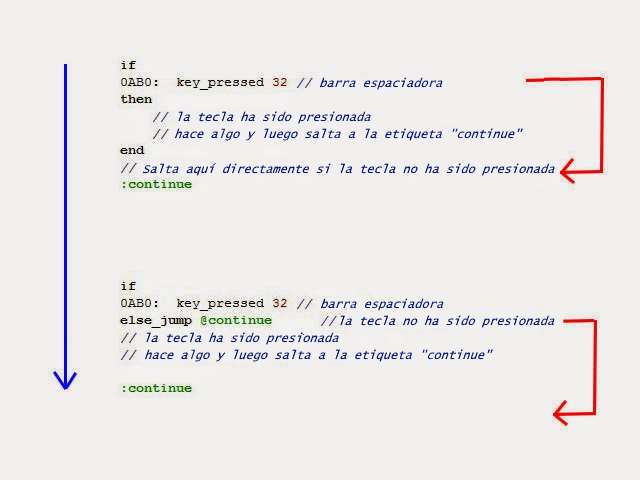 if
0AB0:  key_pressed 32 // barra espaciadora
then
    // la tecla ha sido presionada
    // hace algo y luego salta a la etiqueta "continue"
end
// Salta aquí directamente si la tecla no ha sido presionada
:continue
if
0AB0:  key_pressed 32 // barra espaciadora
else_jump @continue      //la tecla no ha sido presionada
// la tecla ha sido presionada
// hace algo y luego salta a la etiqueta "continue"
:continue